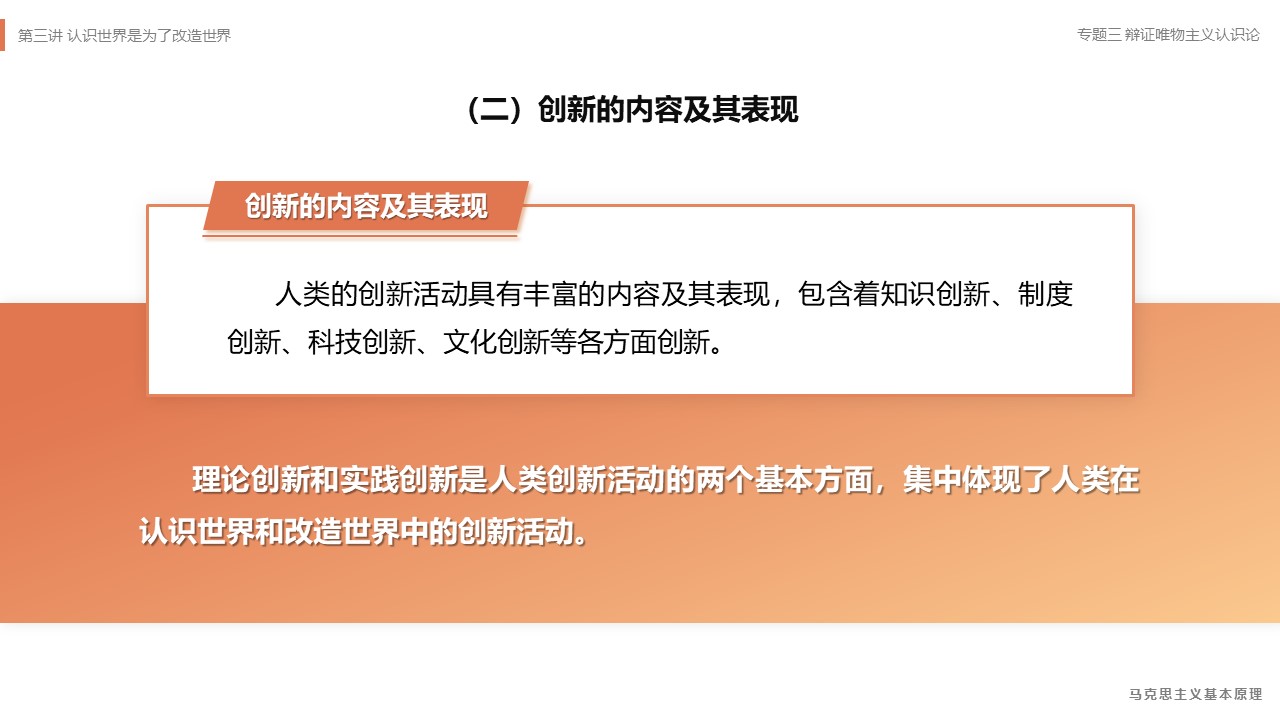 第三讲 认识世界是为了改造世界
专题三 辩证唯物主义认识论
（二）创新的内容及其表现
创新的内容及其表现
人类的创新活动具有丰富的内容及其表现，包含着知识创新、制度
创新、科技创新、文化创新等各方面创新。
理论创新和实践创新是人类创新活动的两个基本方面，集中体现了人类在
认识世界和改造世界中的创新活动。
马克思主义基本原理